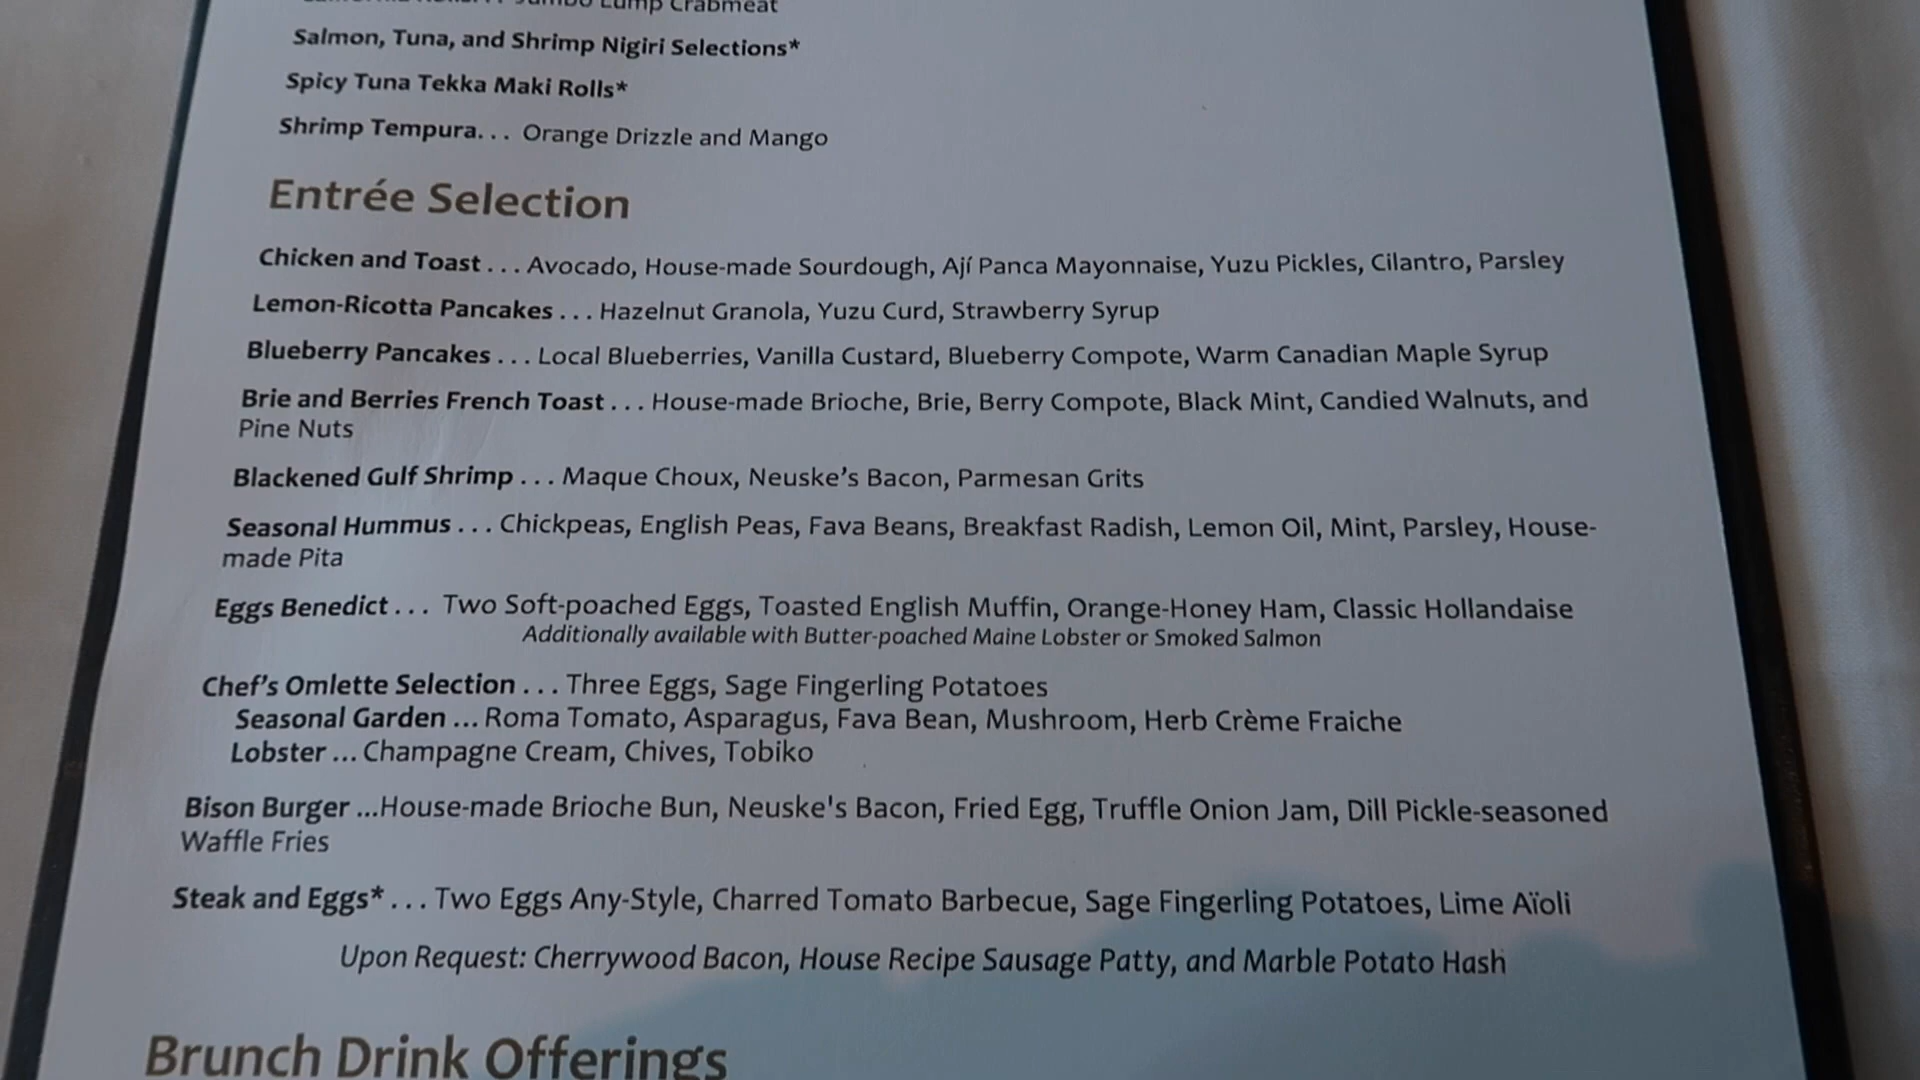 Lump Crabmeat
Salmon, Tuna, and Shrimp Nigiri Selections*
Spicy Tuna Tekka Maki Rolls*
Shrimp Tempura. . . Orange Drizzle and Mango
Entrée Selection
Chicken and Toast . . . Avocado, House-made Sourdough, Ají Panca Mayonnaise, Yuzu Pickles, Cilantro, Parsley
Lemon-Ricotta Pancakes . . . Hazelnut Granola, Yuzu Curd, Strawberry Syrup
Blueberry Pancakes . . . Local Blueberries, Vanilla Custard, Blueberry Compote, Warm Canadian Maple Syrup
Brie and Berries French Toast . . . House-made Brioche, Brie, Berry Compote, Black Mint, Candied Walnuts, and
Pine Nuts
Blackened Gulf Shrimp . . . Maque Choux, Neuske’s Bacon, Parmesan Grits
Seasonal Hummus . . . Chickpeas, English Peas, Fava Beans, Breakfast Radish, Lemon Oil, Mint, Parsley, House-
made Pita
Eggs Benedict . . . Two Soft-poached Eggs, Toasted English Muffin, Orange-Honey Ham, Classic Hollandaise
Additionally available with Butter-poached Maine Lobster or Smoked Salmon
Chef’s Omlette Selection . . . Three Eggs, Sage Fingerling Potatoes
Seasonal Garden ... Roma Tomato, Asparagus, Fava Bean, Mushroom, Herb Crème Fraiche
Lobster ... Champagne Cream, Chives, Tobiko
Bison Burger ...House-made Brioche Bun, Neuske's Bacon, Fried Egg, Truffle Onion Jam, Dill Pickle-seasoned
Waffle Fries
Steak and Eggs* . . . Two Eggs Any-Style, Charred Tomato Barbecue, Sage Fingerling Potatoes, Lime Aïoli
Upon Request: Cherrywood Bacon, House Recipe Sausage Patty, and Marble Potato Hash
Brunch Drink Offerings